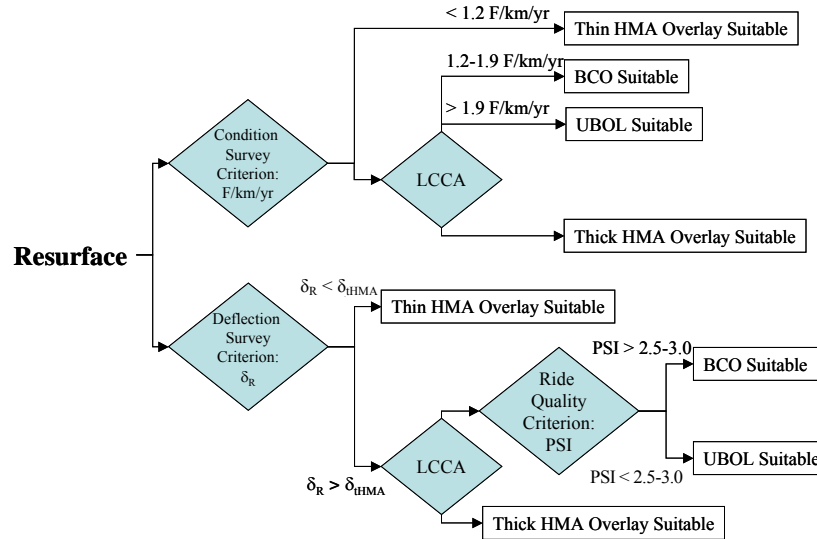 < 1.2 F/km/yr
Thin HMA Overlay Suitable
1.2-1.9 F/km/yr
BCO Suitable
> 1.9 F/km/yr
UBOL Suitable
Condition
Survey
Criterion:
F/km/yr
LCCA
Thick HMA Overlay Suitable
Resurface
δR < δtHMA
Thin HMA Overlay Suitable
Deflection
Survey
Criterion:
δR
PSI > 2.5-3.0
BCO Suitable
Ride
Quality
Criterion:
PSI
LCCA
UBOL Suitable
PSI < 2.5-3.0
δR > δtHMA
Thick HMA Overlay Suitable